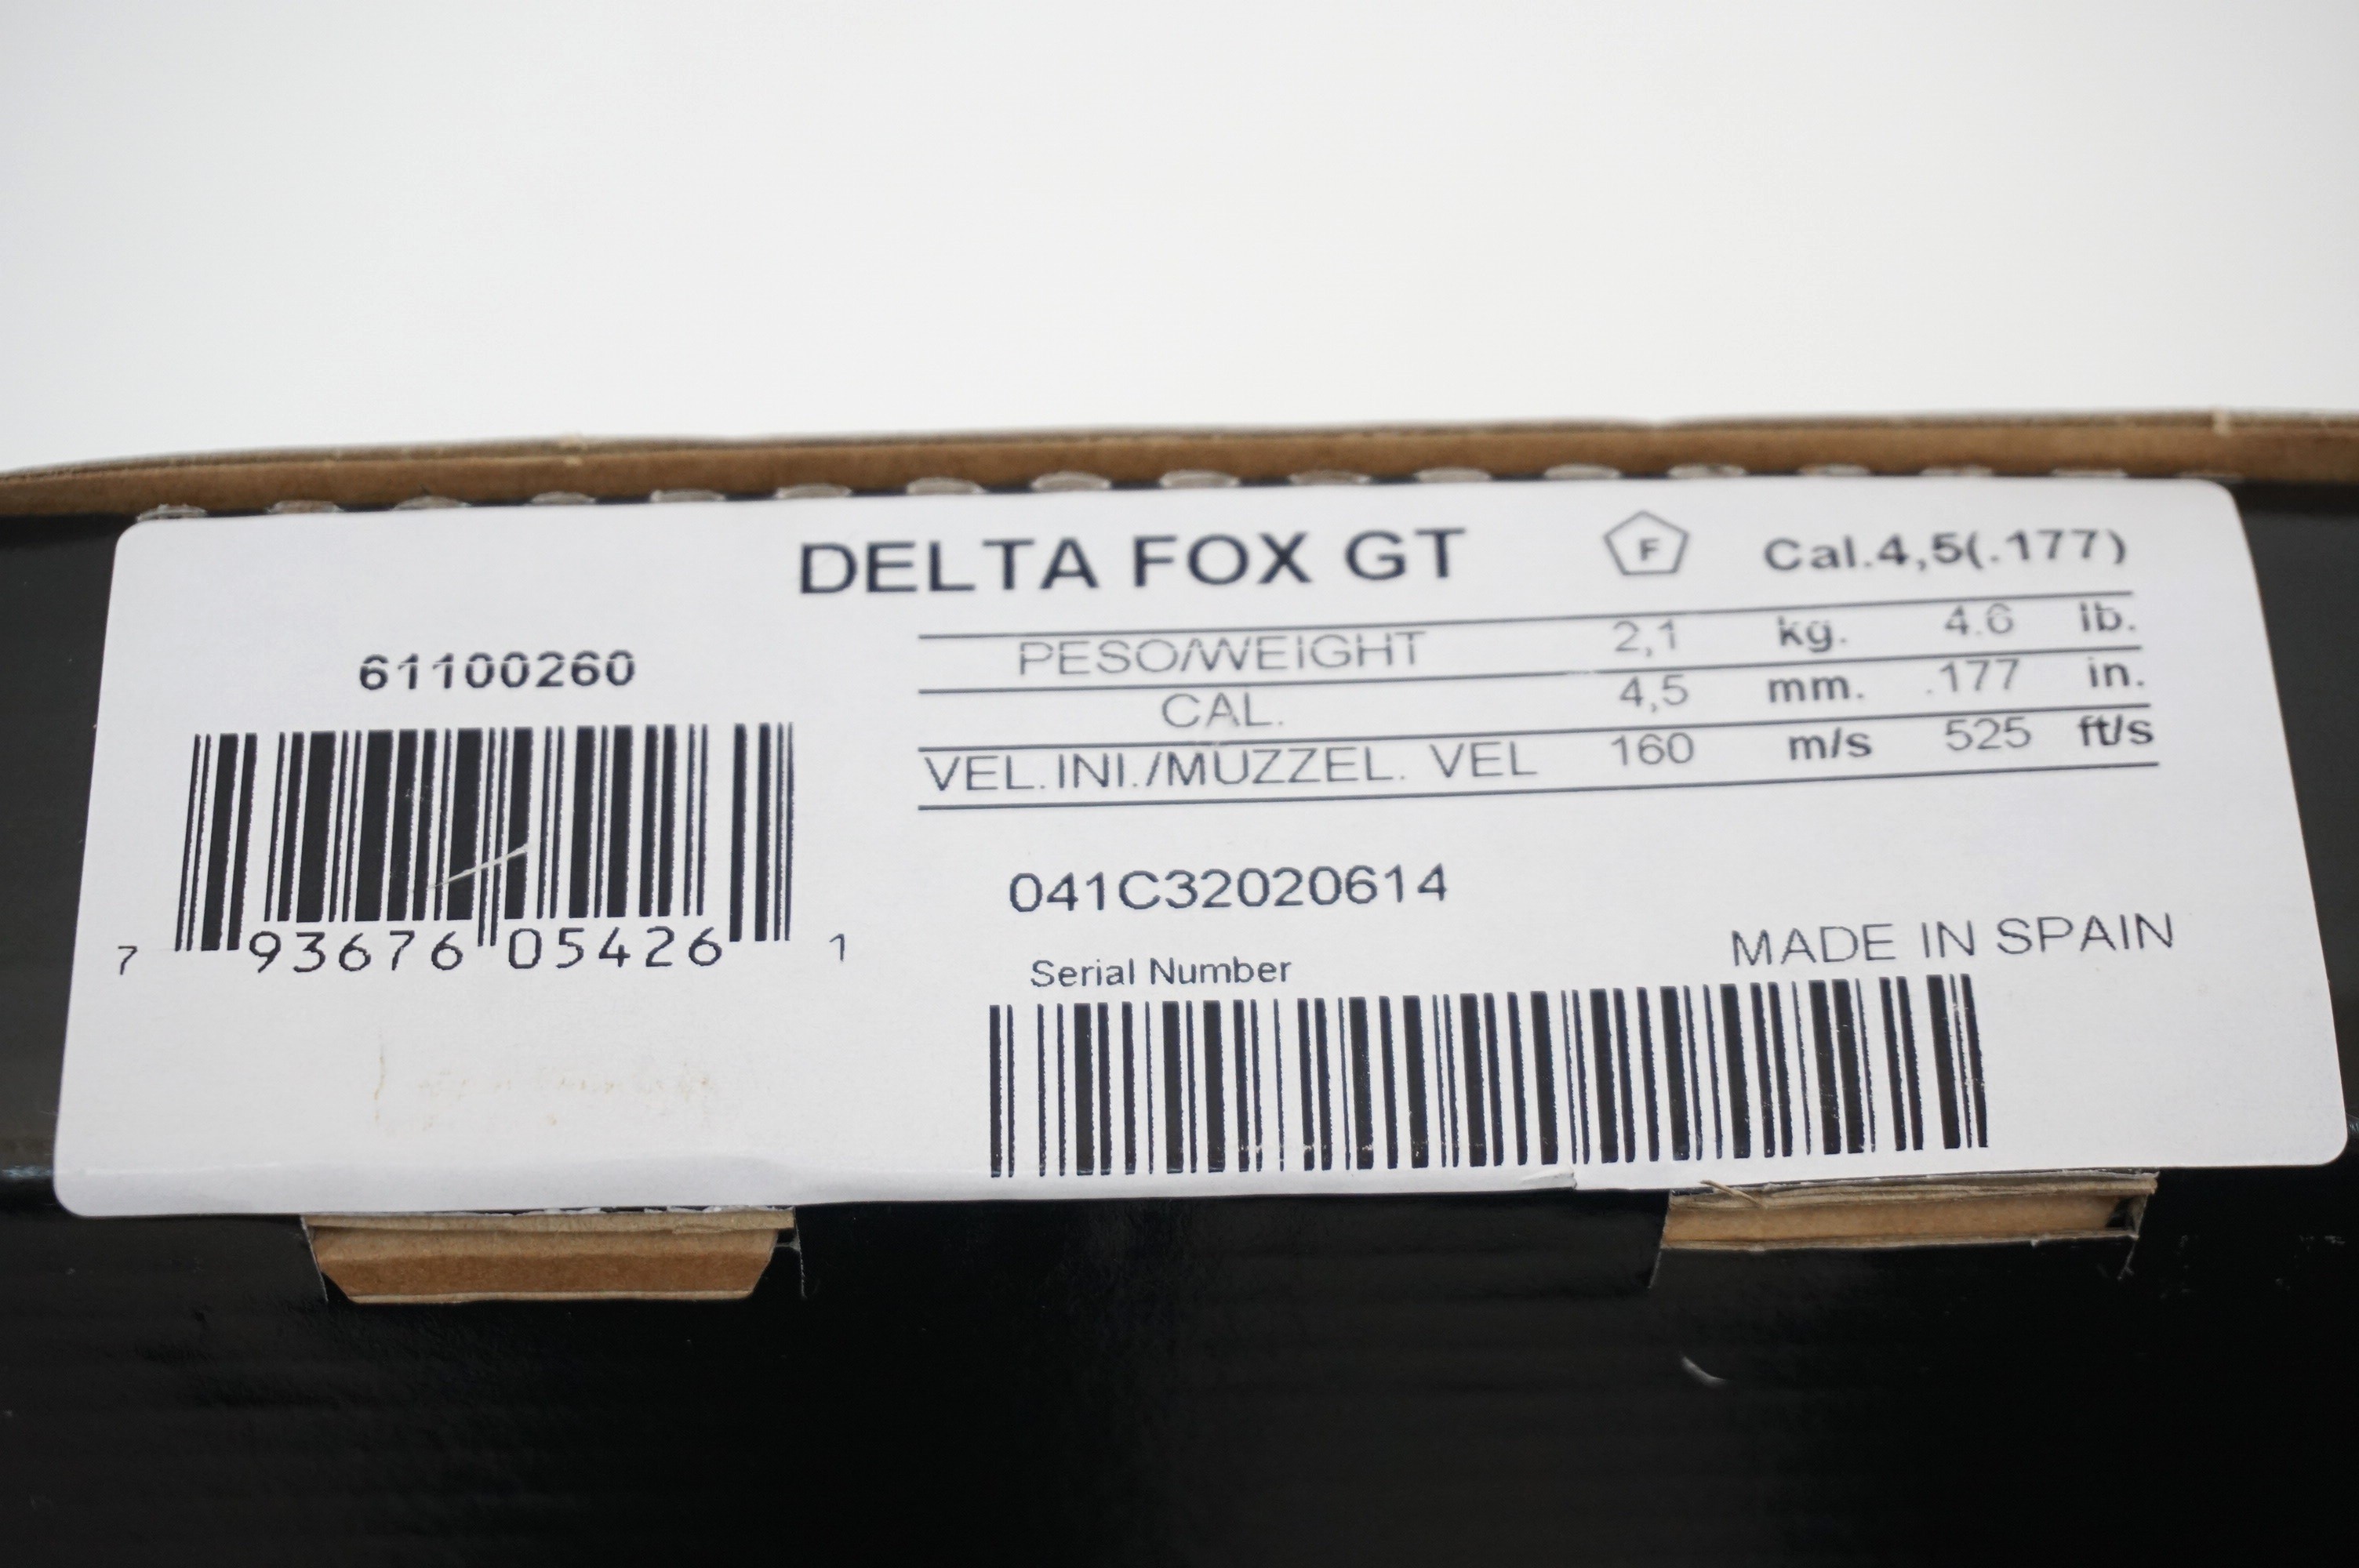 DELTA FOX GT F Cal.4,5(.177)
61100260
PESO/WEIGHT 2,1 kg. 4.6 lb.
CAL. 4,5 mm. .177 in.
VEL.INI./MUZZEL. VEL 160 m/s 525 ft/s
7 93676 05426 1
041C32020614
MADE IN SPAIN
Serial Number